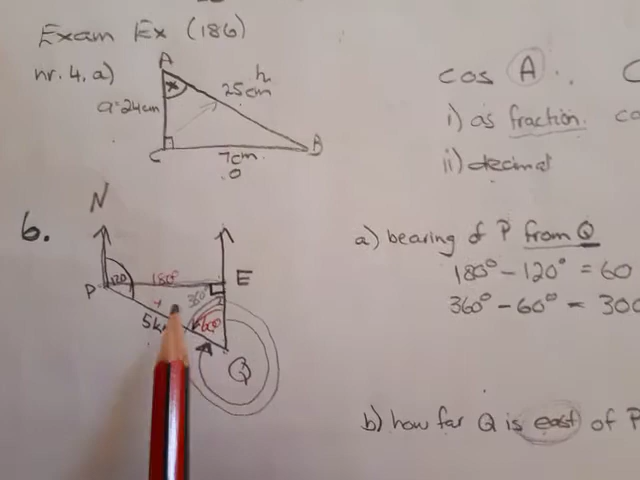 Exam Ex (186)
nr. 4. a)
A
x
h
25cm
a=24cm
C
B
7cm
o
cos A
i) as fraction.
ii) decimal
6.
N
120
180°
E
P
360°
60°
Q
a) bearing of P from Q
180° - 120° = 60
360° - 60° = 300
b) how far Q is east of P